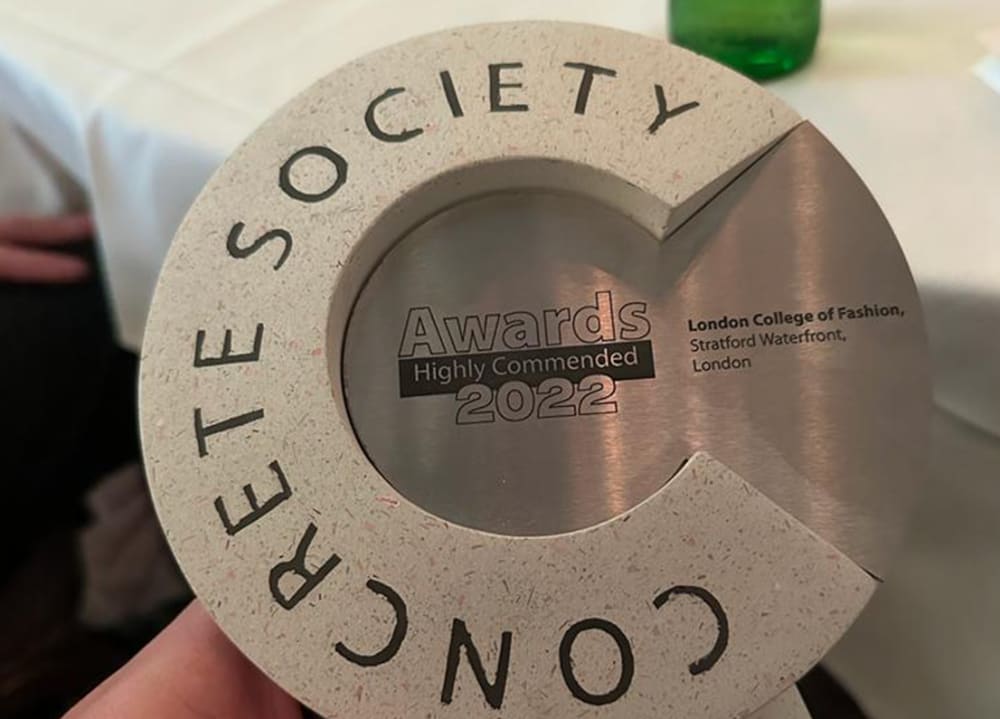 CONCRETE SOCIETY
Awards
Highly Commended
2022
London College of Fashion,
Stratford Waterfront,
London